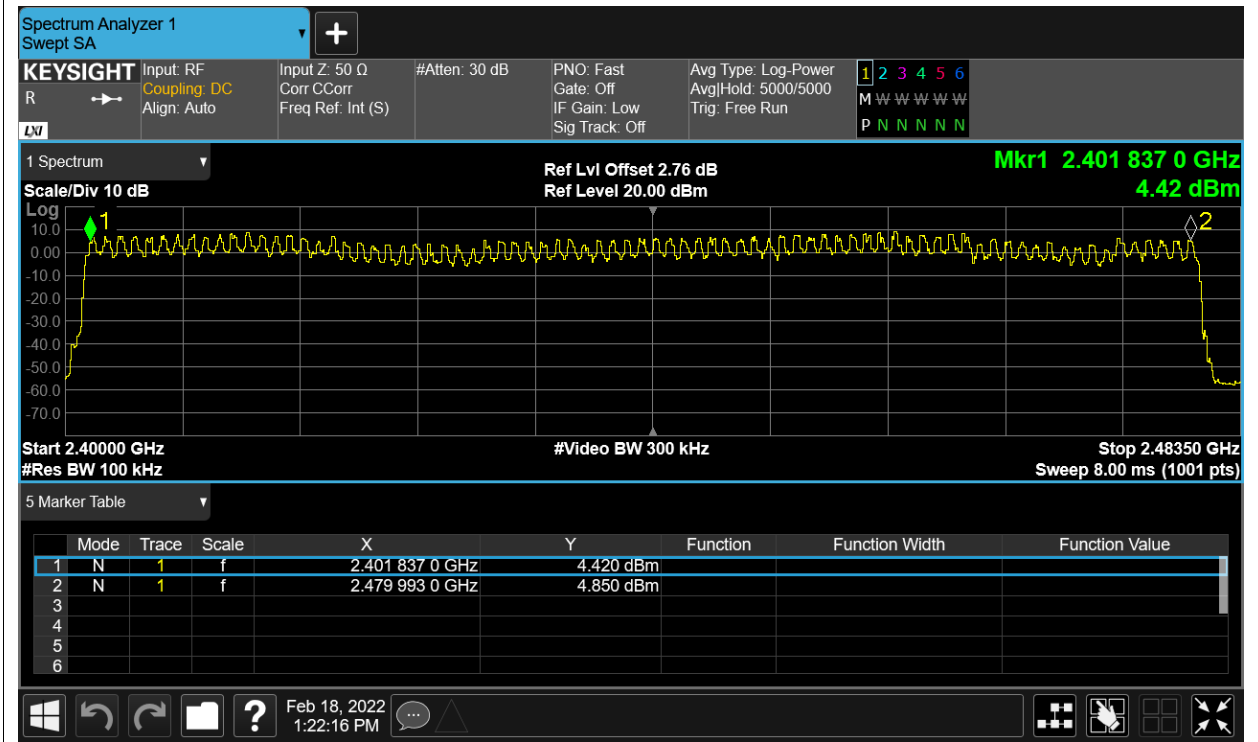 Spectrum Analyzer 1
Swept SA
+
KEYSIGHT Input: RF Input Z: 50 Ω #Atten: 30 dB PNO: Fast Avg Type: Log-Power 1 2 3 4 5 6
R Coupling: DC Corr CCorr Gate: Off Avg|Hold: 5000/5000 M W W W W W
Align: Auto Freq Ref: Int (S) IF Gain: Low Trig: Free Run
LXI Sig Track: Off P N N N N N
1 Spectrum Ref Lvl Offset 2.76 dB Mkr1 2.401 837 0 GHz
Scale/Div 10 dB Ref Level 20.00 dBm 4.42 dBm
Log
1 2
10.0
0.00
-10.0
-20.0
-30.0
-40.0
-50.0
-60.0
-70.0
Start 2.40000 GHz #Video BW 300 kHz Stop 2.48350 GHz
#Res BW 100 kHz Sweep 8.00 ms (1001 pts)
5 Marker Table
Mode Trace Scale X Y Function Function Width Function Value
1 N 1 f 2.401 837 0 GHz 4.420 dBm
2 N 1 f 2.479 993 0 GHz 4.850 dBm
3
4
5
6
? Feb 18, 2022
1:22:16 PM